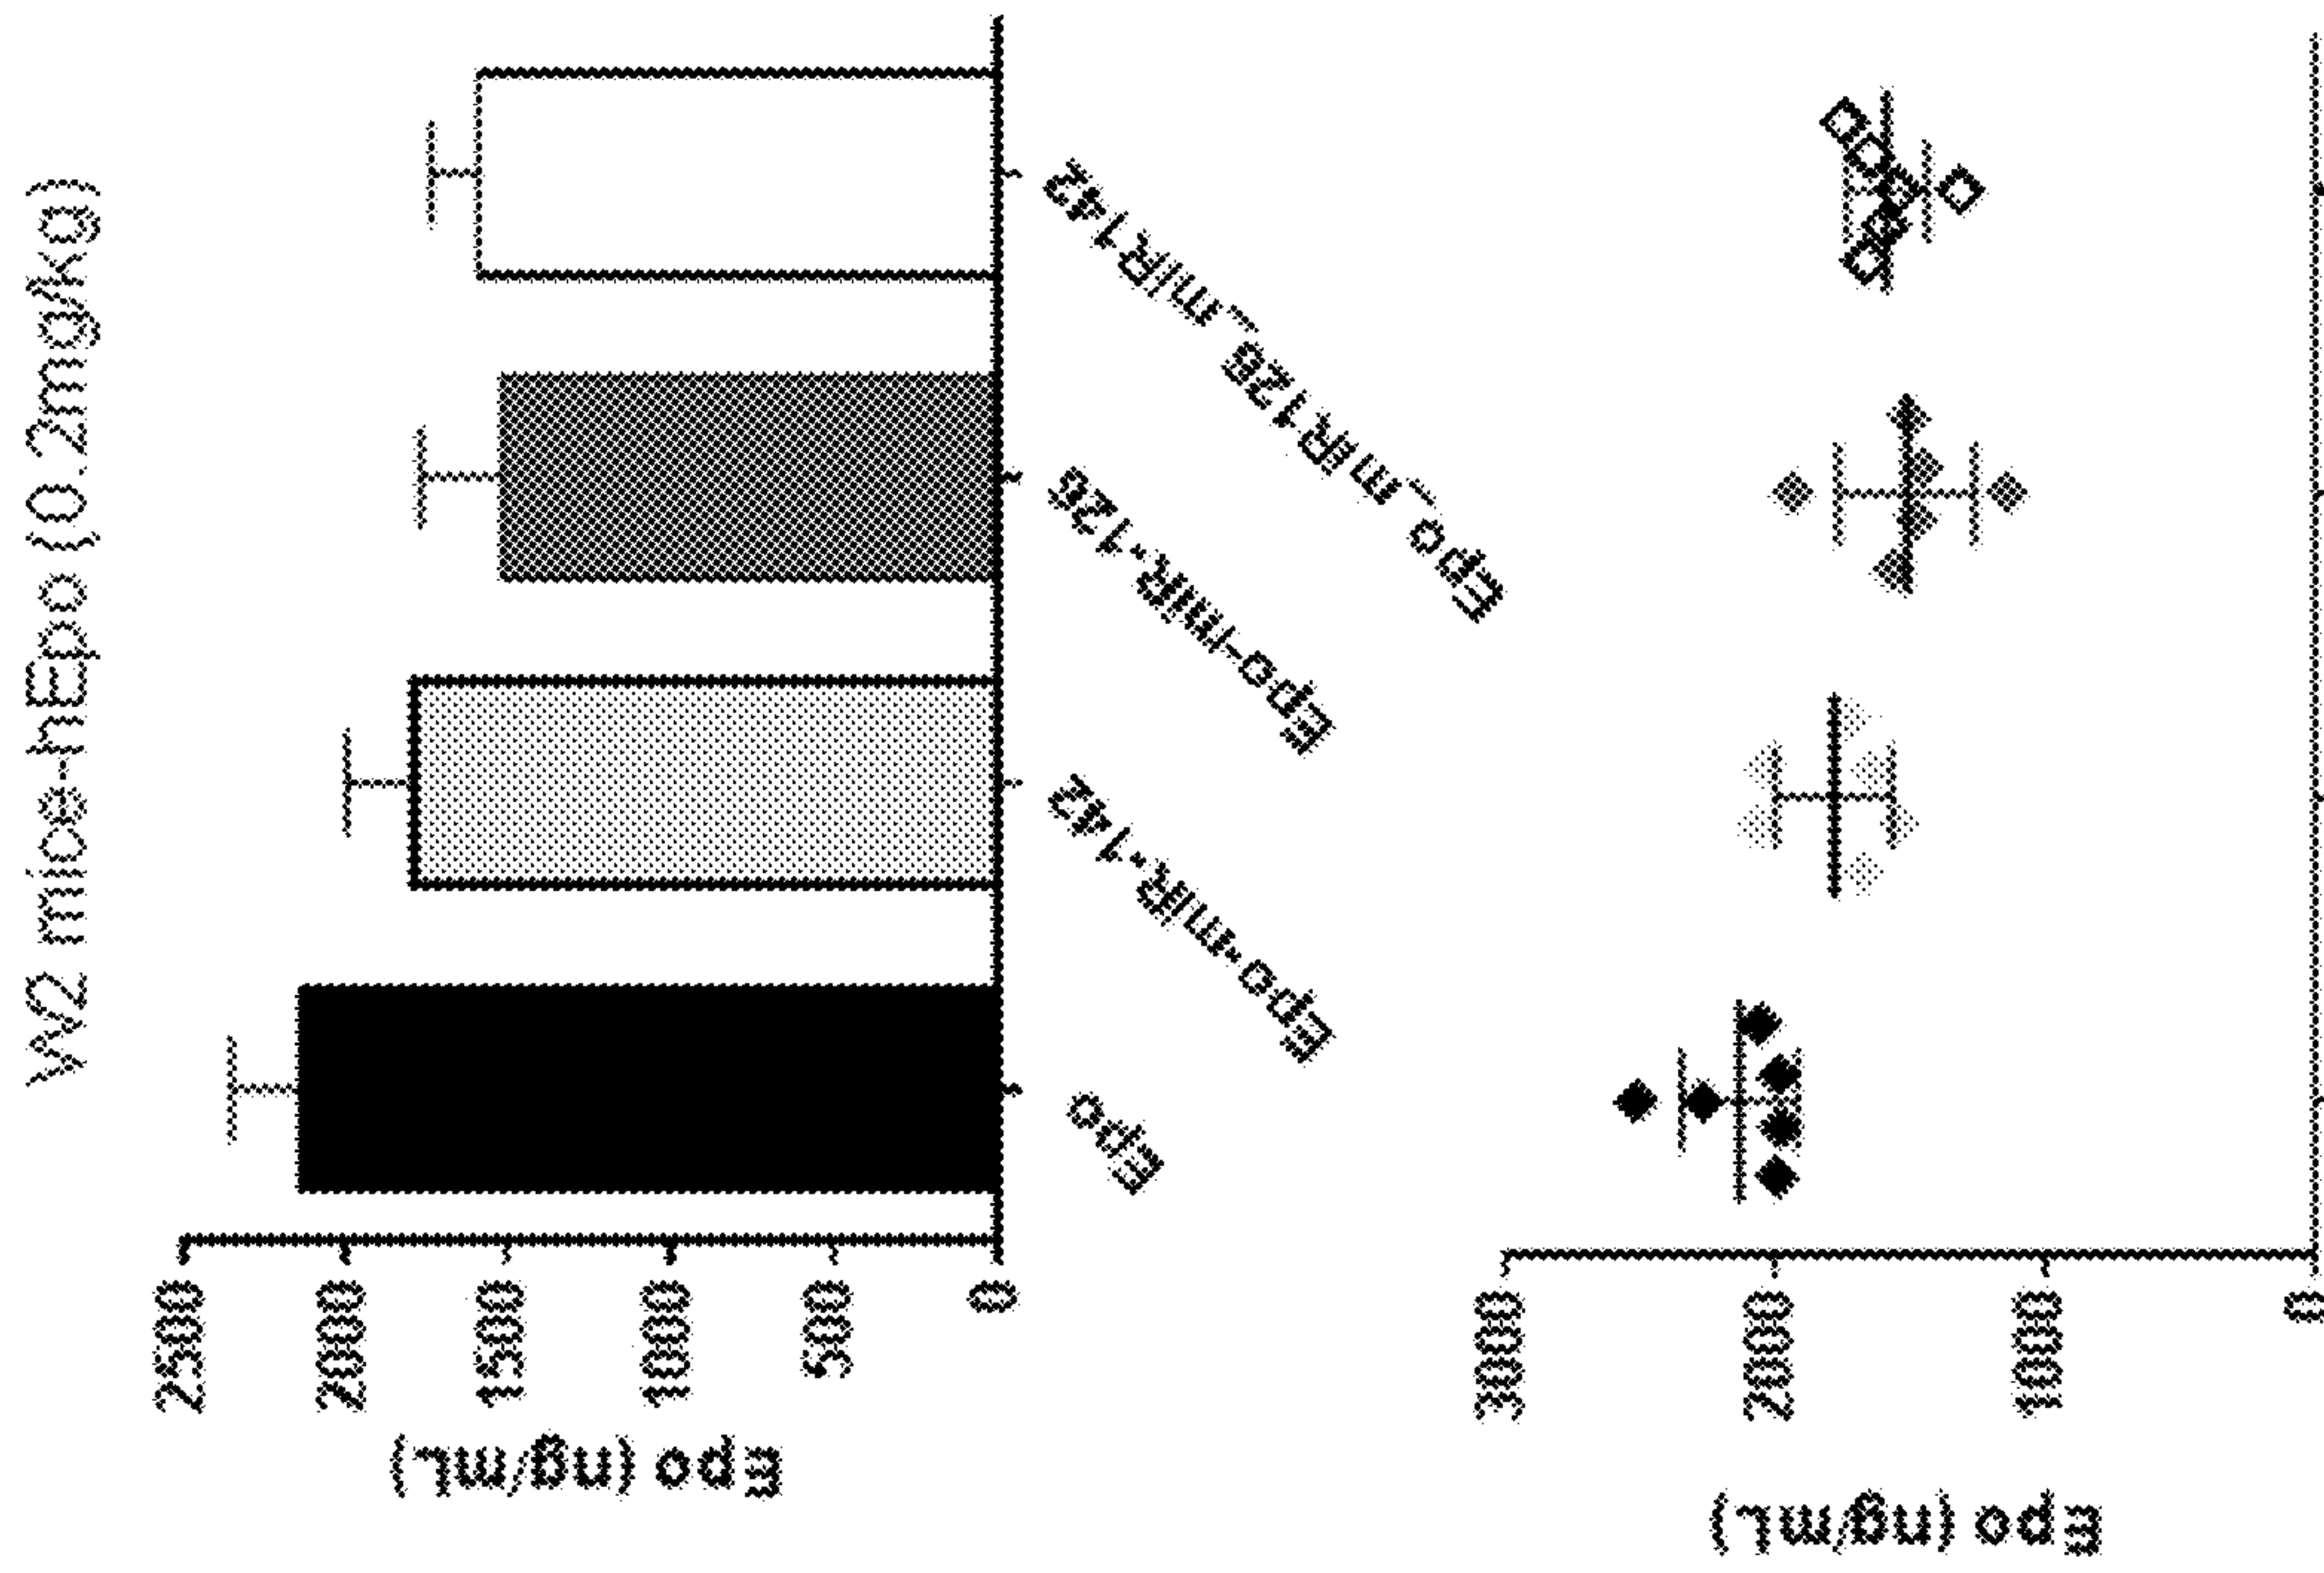 W2 mice-hEpo (0.2mg/kg)
Epo (ng/mL)
2500
2000
1500
1000
500
0
Epo
Epo-miR-142
Epo-miR-126
Epo_miR126_miR142
Epo (ng/mL)
3000
2000
1000
0